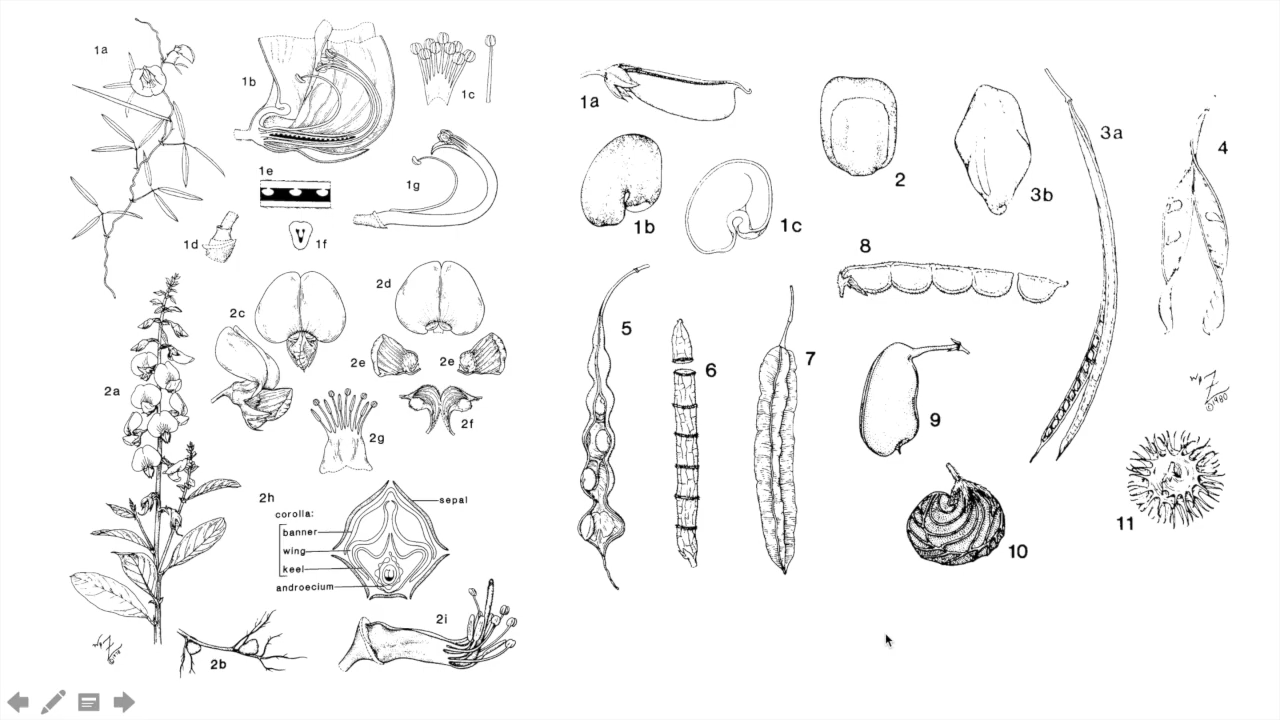 1a
1b
1c
1d
1e
1f
1g
2a
2b
2c
2d
2e
2e
2f
2g
2h
sepal
corolla:
banner
wing
keel
androecium
2i
1a
1b
1c
2
3a
3b
4
5
6
7
8
9
10
11
©1980